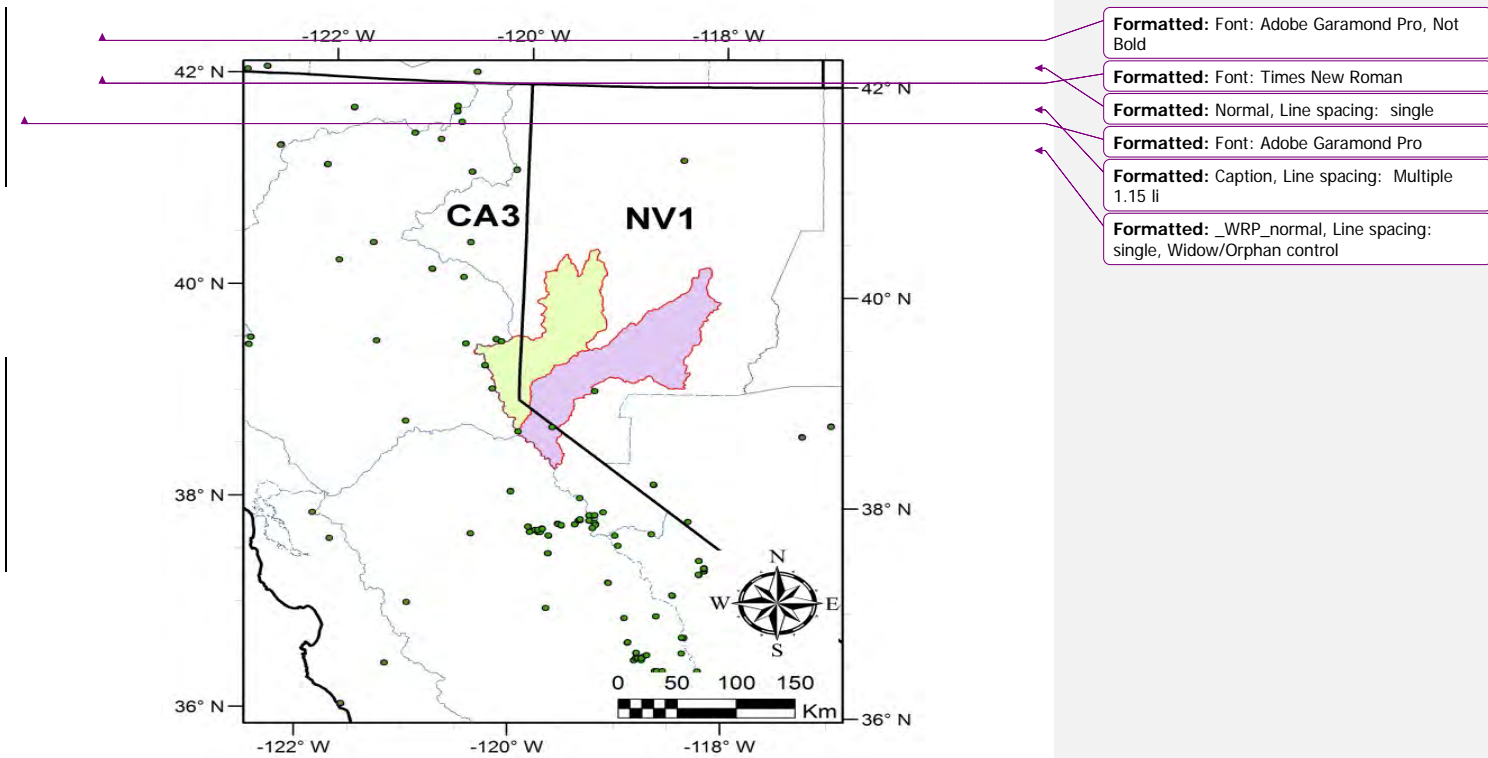 -122° W -120° W -118° W
42° N
42° N
CA3 NV1
40° N
40° N
38° N
38° N
N
W E
S
0 50 100 150
Km
36° N
36° N
-122° W -120° W -118° W
Formatted: Font: Adobe Garamond Pro, Not
Bold
Formatted: Font: Times New Roman
Formatted: Normal, Line spacing: single
Formatted: Font: Adobe Garamond Pro
Formatted: Caption, Line spacing: Multiple
1.15 li
Formatted: _WRP_normal, Line spacing:
single, Widow/Orphan control